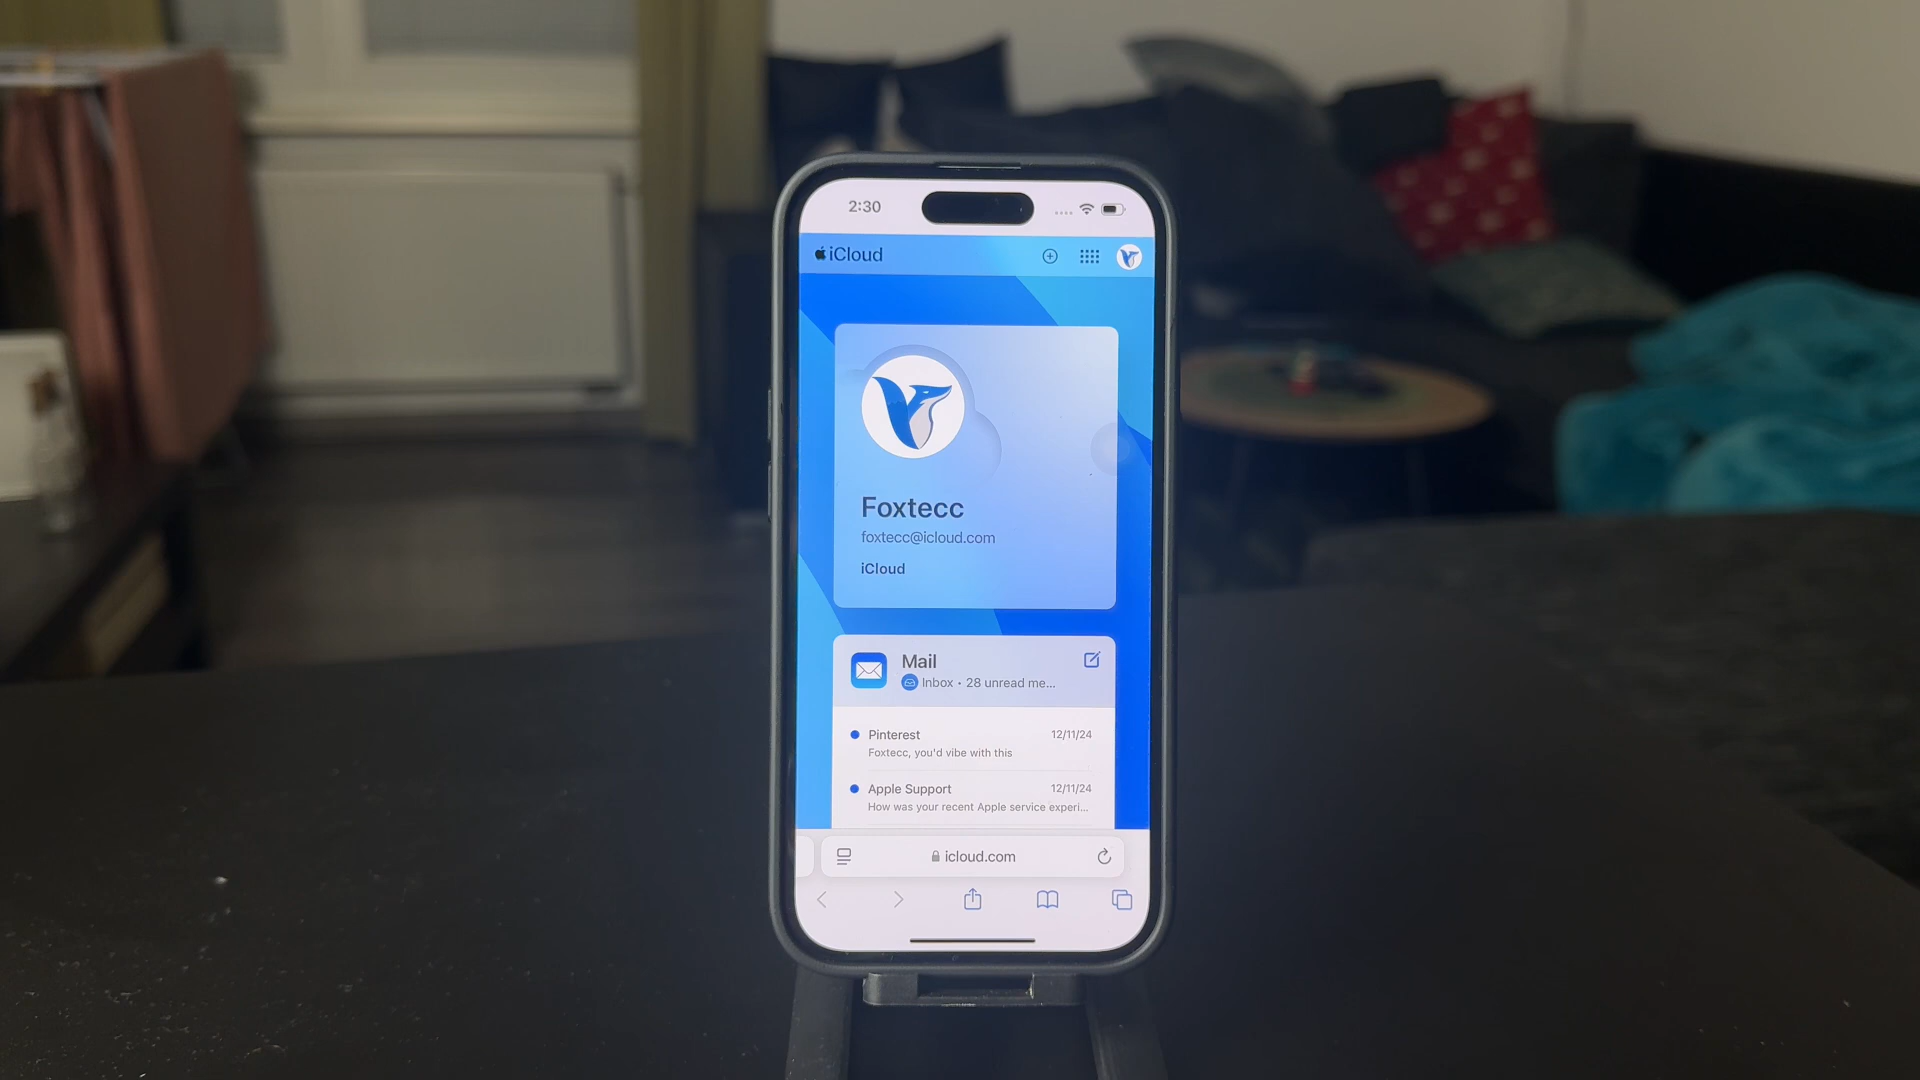 2:30
iCloud
Foxtecc
foxtecc@icloud.com
iCloud
Mail
Inbox • 28 unread me...
Pinterest 12/11/24
Foxtecc, you'd vibe with this
Apple Support 12/11/24
How was your recent Apple service experi...
icloud.com